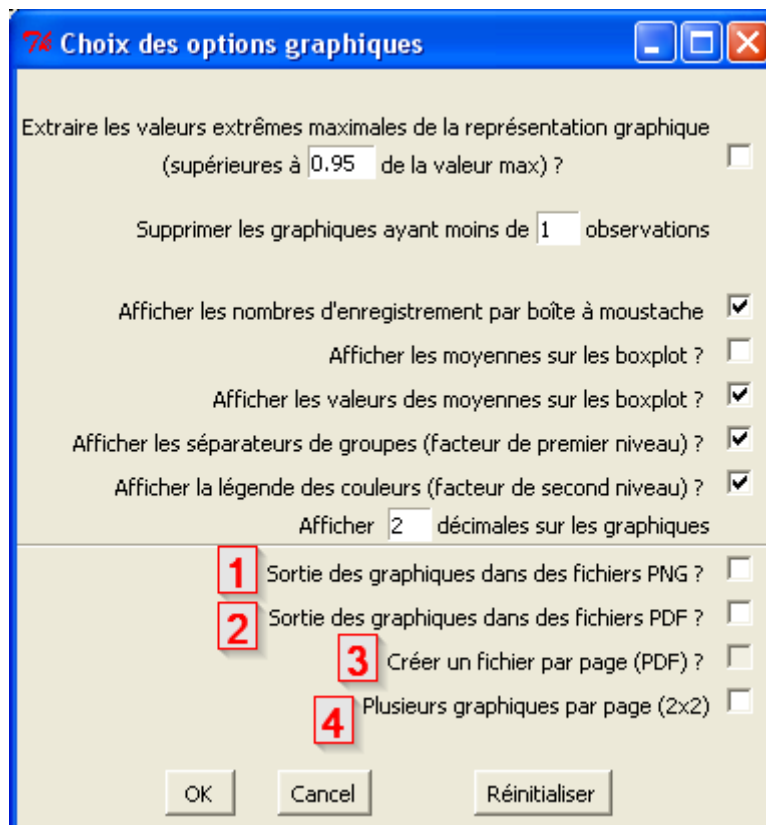 Choix des options graphiques
Extraire les valeurs extrêmes maximales de la représentation graphique
(supérieures à 0.95 de la valeur max) ?
Supprimer les graphiques ayant moins de 1 observations
Afficher les nombres d'enregistrement par boîte à moustache
Afficher les moyennes sur les boxplot ?
Afficher les valeurs des moyennes sur les boxplot ?
Afficher les séparateurs de groupes (facteur de premier niveau) ?
Afficher la légende des couleurs (facteur de second niveau) ?
Afficher 2 décimales sur les graphiques
1 Sortie des graphiques dans des fichiers PNG ?
2 Sortie des graphiques dans des fichiers PDF ?
3 Créer un fichier par page (PDF) ?
4 Plusieurs graphiques par page (2x2)
OK Cancel Réinitialiser